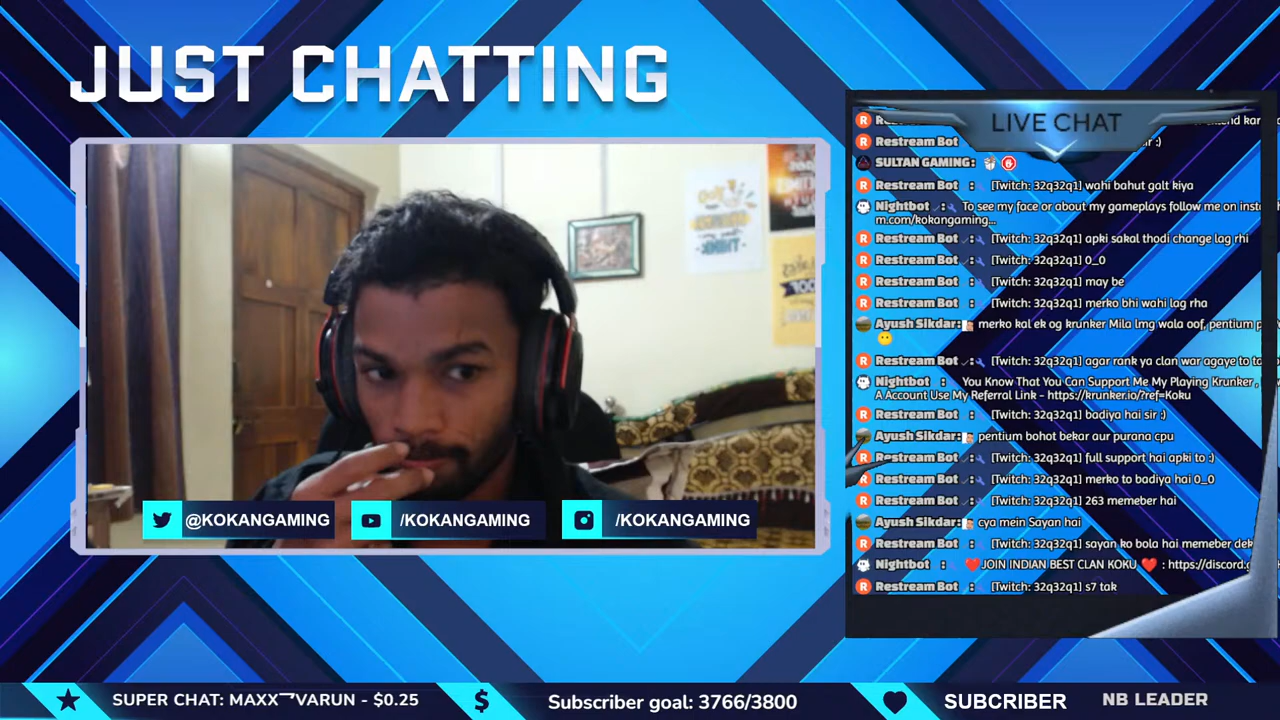 JUST CHATTING
LIVE CHAT
@KOKANGAMING
/KOKANGAMING
/KOKANGAMING
SULTAN GAMING:
Restream Bot : [Twitch: 32q32q1] wahi bahut galt kiya
Nightbot : To see my face or about my gameplays follow me on
m.com/kokangaming...
Restream Bot : [Twitch: 32q32q1] apki sakal thodi change lag rhi
Restream Bot : [Twitch: 32q32q1] 0_0
Restream Bot : [Twitch: 32q32q1] may be
Restream Bot : [Twitch: 32q32q1] merko bhi wahi lag rha
Ayush Sikdar: merko kal ek og krunker Mila lmg wala oof, pentium
Restream Bot : [Twitch: 32q32q1] agar rank ya clan war agaye to
Nightbot : You Know That You Can Support Me My Playing Krunker ,
A Account Use My Referral Link - https://krunker.io/?ref=Koku
Restream Bot : [Twitch: 32q32q1] badiya hai sir :)
Ayush Sikdar: pentium bohot bekar aur purana cpu
Restream Bot : [Twitch: 32q32q1] full support hai apki to :)
Restream Bot : [Twitch: 32q32q1] merko to badiya hai 0_0
Restream Bot : [Twitch: 32q32q1] 263 memeber hai
Ayush Sikdar: cya mein Sayan hai
Restream Bot : [Twitch: 32q32q1] sayan ko bola hai memeber
Nightbot : ❤️JOIN INDIAN BEST CLAN KOKU ❤️ : https://discord.g
Restream Bot : [Twitch: 32q32q1] s7 tak
SUPER CHAT: MAXX VARUN - $0.25
$
Subscriber goal: 3766/3800
SUBCRIBER
NB LEADER